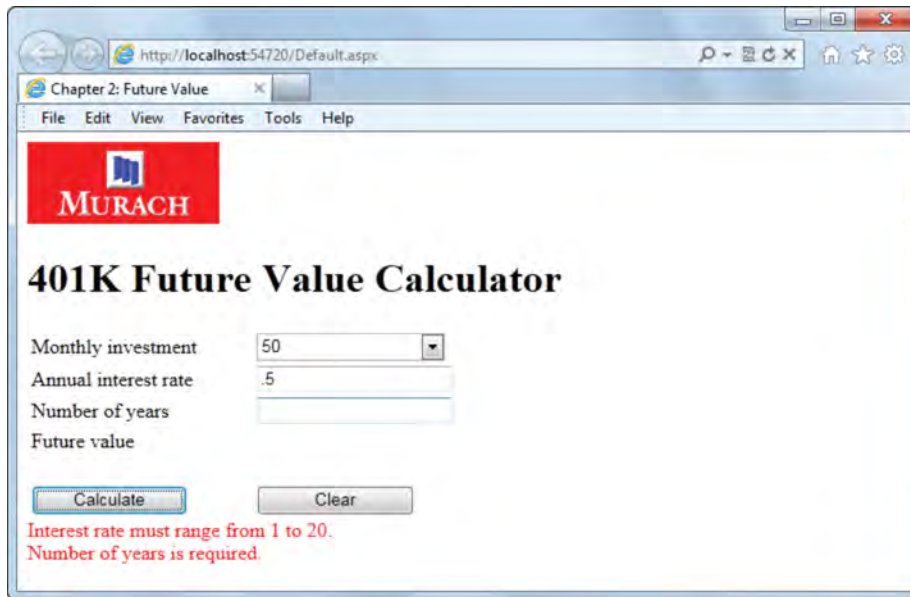 http://localhost:54720/Default.aspx
Chapter 2: Future Value
File Edit View Favorites Tools Help
MURACH
401K Future Value Calculator
Monthly investment 50
Annual interest rate .5
Number of years
Future value
Calculate Clear
Interest rate must range from 1 to 20.
Number of years is required.